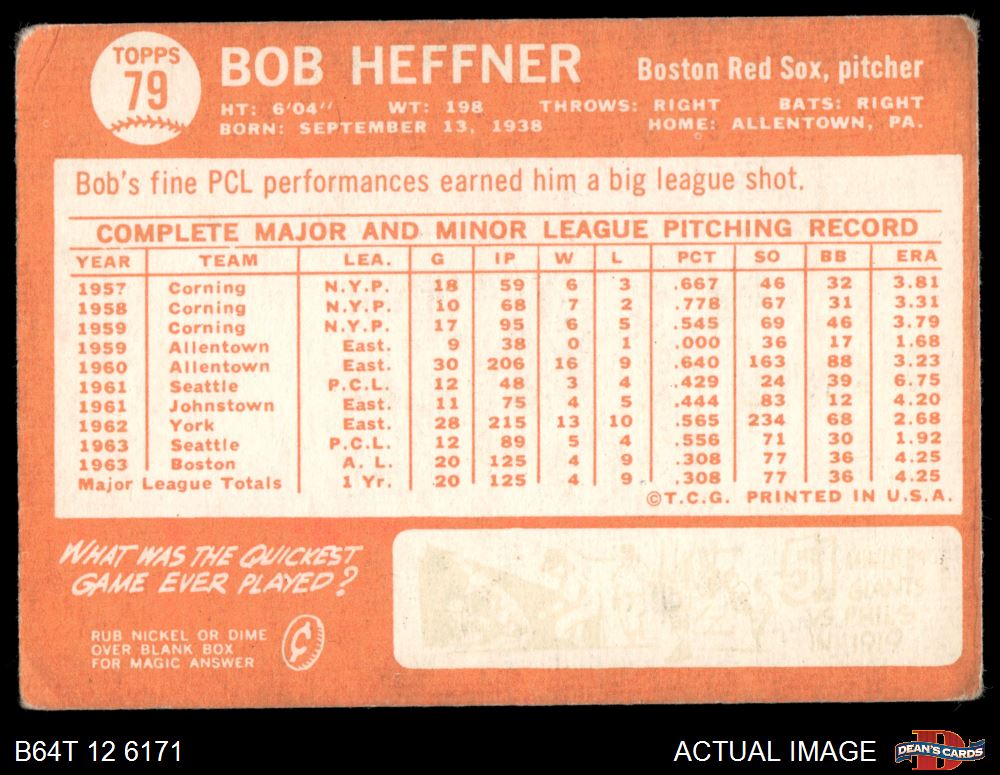 TOPPS
79
BOB HEFFNER
Boston Red Sox, pitcher
HT: 6'04" WT: 198 THROWS: RIGHT BATS: RIGHT
BORN: SEPTEMBER 13, 1938 HOME: ALLENTOWN, PA.
Bob's fine PCL performances earned him a big league shot.
COMPLETE MAJOR AND MINOR LEAGUE PITCHING RECORD
YEAR TEAM LEA. G IP W L PCT SO BB ERA
1957 Corning N.Y.P. 18 59 6 3 .667 46 32 3.81
1958 Corning N.Y.P. 10 68 7 2 .778 67 31 3.31
1959 Corning N.Y.P. 17 95 6 5 .545 69 46 3.79
1959 Allentown East. 9 38 0 1 .000 36 17 1.68
1960 Allentown East. 30 206 16 9 .640 163 88 3.23
1961 Seattle P.C.L. 12 48 3 4 .429 24 39 6.75
1961 Johnstown East. 11 75 4 5 .444 83 12 4.20
1962 York East. 28 215 13 10 .565 234 68 2.68
1963 Seattle P.C.L. 12 89 5 4 .556 71 30 1.92
1963 Boston A.L. 20 125 4 9 .308 77 36 4.25
Major League Totals 1 Yr. 20 125 4 9 .308 77 36 4.25
©T.C.G. PRINTED IN U.S.A.
WHAT WAS THE QUICKEST
GAME EVER PLAYED?
RUB NICKEL OR DIME
OVER BLANK BOX
FOR MAGIC ANSWER
¢
GIANTS
VS. PHILS
IN 1919
B64T 12 6171
ACTUAL IMAGE
D
DEAN'S CARDS